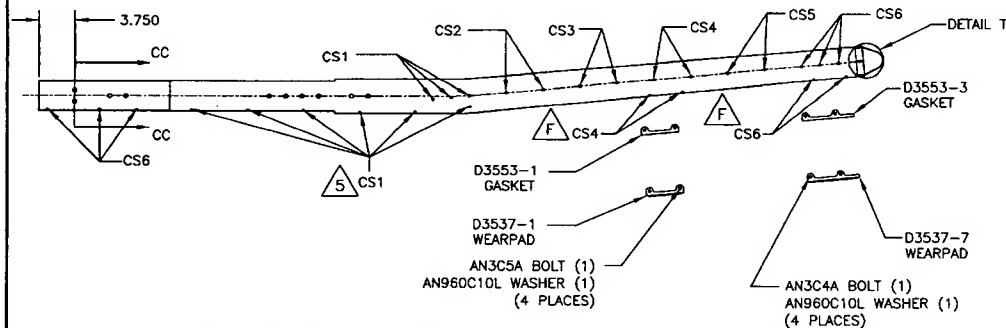 3.750
CC
CC
CS6
5
CS1
CS1
CS2
CS3
CS4
CS5
CS6
DETAIL T
F
CS4
F
CS6
D3553-3
GASKET
D3553-1
GASKET
D3537-1
WEARPAD
AN3C5A BOLT (1)
AN960C10L WASHER (1)
(4 PLACES)
D3537-7
WEARPAD
AN3C4A BOLT (1)
AN960C10L WASHER (1)
(4 PLACES)